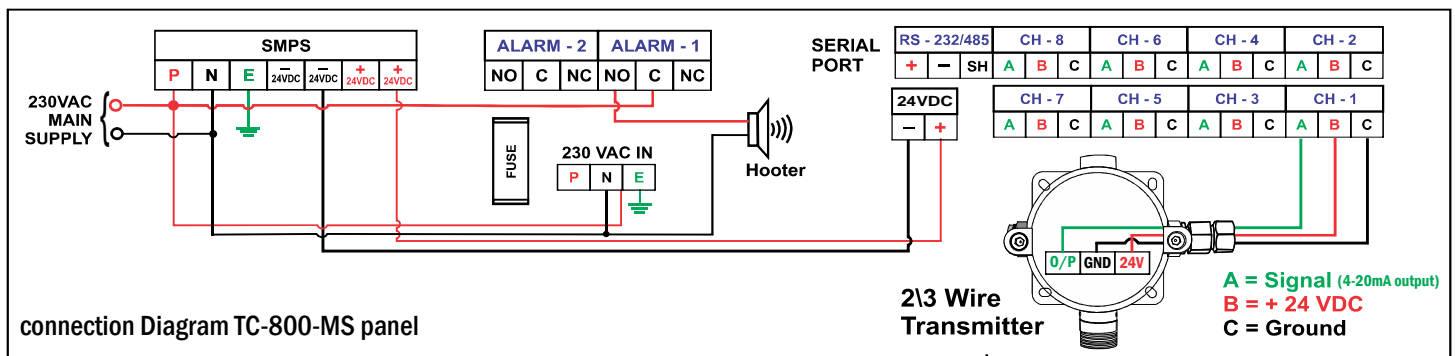 SMPS
P N E − 24VDC − 24VDC + 24VDC + 24VDC
230VAC
MAIN
SUPPLY
ALARM - 2 ALARM - 1
NO C NC NO C NC
FUSE
230 VAC IN
P N E
Hooter
SERIAL
PORT
RS - 232/485 CH - 8 CH - 6 CH - 4 CH - 2
+ − SH A B C A B C A B C A B C
24VDC
− +
CH - 7 CH - 5 CH - 3 CH - 1
A B C A B C A B C A B C
O/P GND 24V
2\3 Wire
Transmitter
A = Signal (4-20mA output)
B = + 24 VDC
C = Ground
connection Diagram TC-800-MS panel